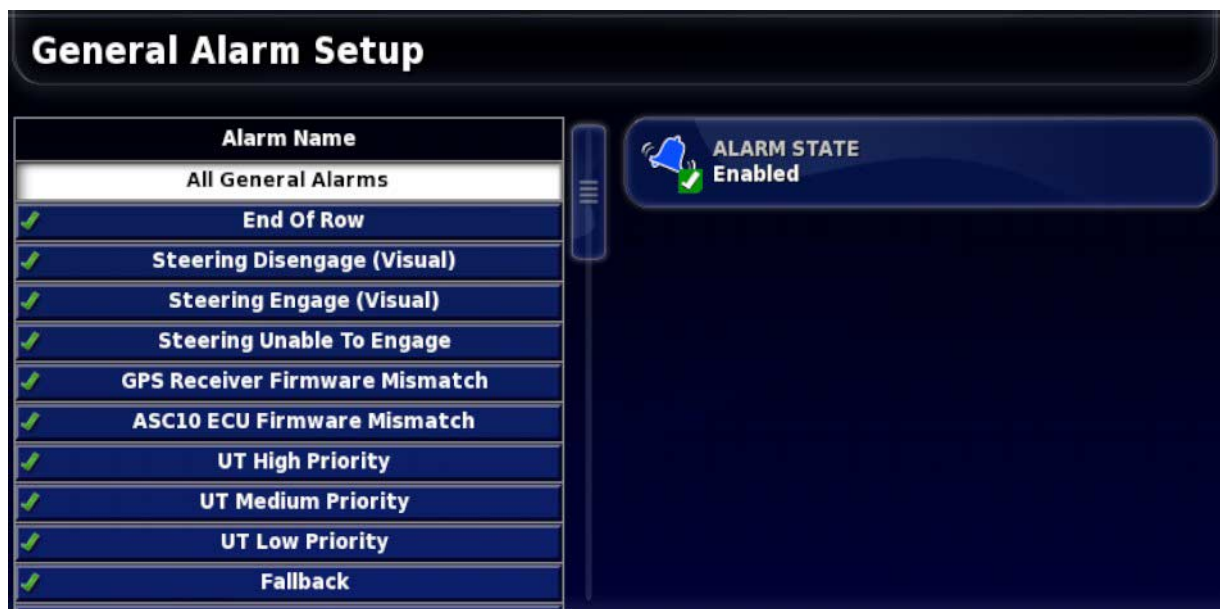 General Alarm Setup
Alarm Name
All General Alarms
End Of Row
Steering Disengage (Visual)
Steering Engage (Visual)
Steering Unable To Engage
GPS Receiver Firmware Mismatch
ASC10 ECU Firmware Mismatch
UT High Priority
UT Medium Priority
UT Low Priority
Fallback
ALARM STATE
Enabled